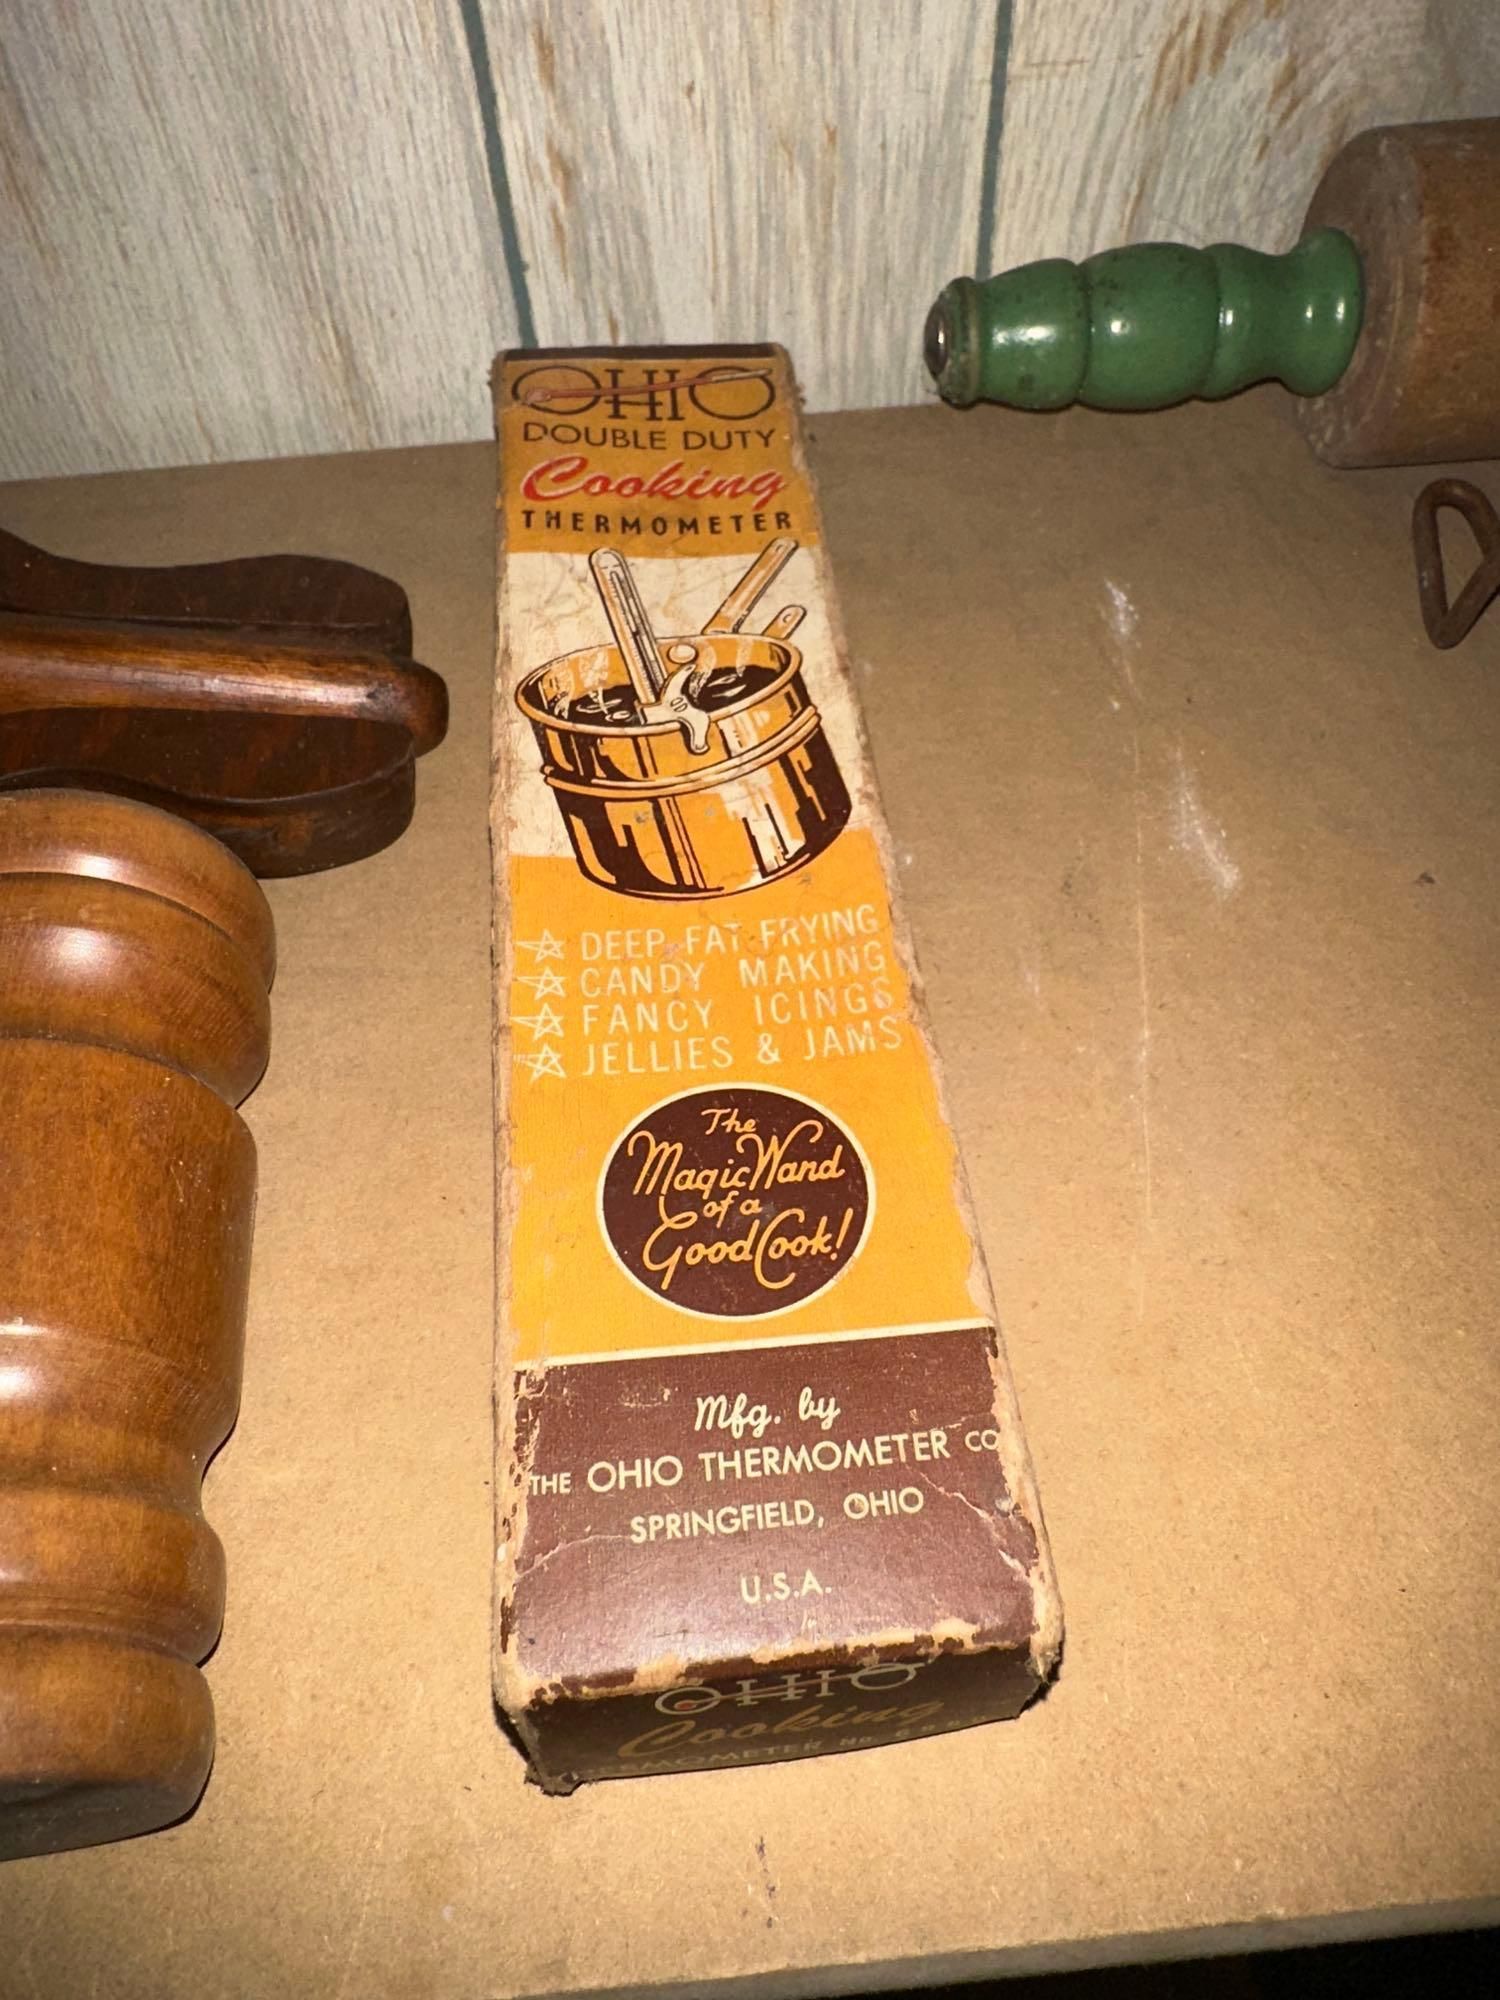 OHIO
DOUBLE DUTY
Cooking
THERMOMETER
DEEP FAT FRYING
CANDY MAKING
FANCY ICINGS
JELLIES & JAMS
The
Magic Wand
of a
Good Cook!
Mfg. by
THE OHIO THERMOMETER CO
SPRINGFIELD, OHIO
U.S.A.
OHIO
Cooking